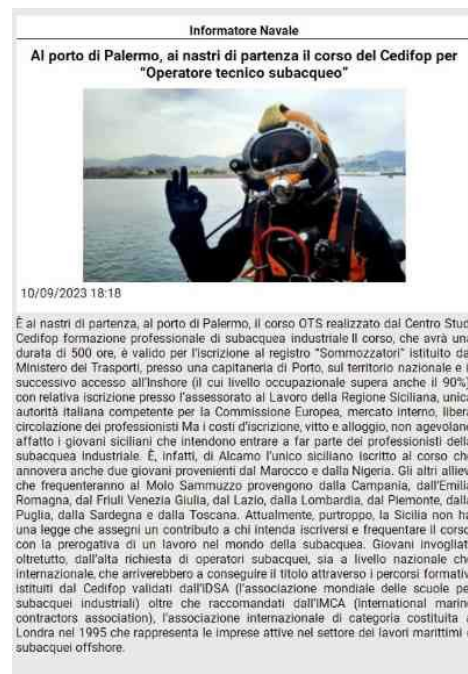 Informatore Navale
Al porto di Palermo, ai nastri di partenza il corso del Cedifop per
“Operatore tecnico subacqueo”
10/09/2023 18:18
È ai nastri di partenza, al porto di Palermo, il corso OTS realizzato dal Centro Stud
Cedifop formazione professionale di subacquea industriale Il corso, che avrà una
durata di 500 ore, è valido per l'iscrizione al registro "Sommozzatori" istituito da
Ministero dei Trasporti, presso una capitaneria di Porto, sul territorio nazionale e i
successivo accesso all'Inshore (il cui livello occupazionale supera anche il 90%)
con relativa iscrizione presso l'assessorato al Lavoro della Regione Siciliana, unica
autorità italiana competente per la Commissione Europea, mercato interno, libera
circolazione dei professionisti Ma i costi d'iscrizione, vitto e alloggio, non agevolano
affatto i giovani siciliani che intendono entrare a far parte dei professionisti della
subacquea industriale. È, infatti, di Alcamo l'unico siciliano iscritto al corso che
annovera anche due giovani provenienti dal Marocco e dalla Nigeria. Gli altri alliev
che frequenteranno al Molo Sammuzzo provengono dalla Campania, dall'Emilia
Romagna, dal Friuli Venezia Giulia, dal Lazio, dalla Lombardia, dal Piemonte, dalla
Puglia, dalla Sardegna e dalla Toscana. Attualmente, purtroppo, la Sicilia non ha
una legge che assegni un contributo a chi intenda iscriversi e frequentare il corso
con la prerogativa di un lavoro nel mondo della subacquea. Giovani invogliat
oltretutto, dall'alta richiesta di operatori subacquei, sia a livello nazionale che
internazionale, che arriverebbero a conseguire il titolo attraverso i percorsi formativ
istituiti dal Cedifop validati dall'IDSA (l'associazione mondiale delle scuole pe
subacquei industriali) oltre che raccomandati dall'IMCA (international marine
contractors association), l'associazione internazionale di categoria costituita a
Londra nel 1995 che rappresenta le imprese attive nel settore dei lavori marittimi e
subacquei offshore.